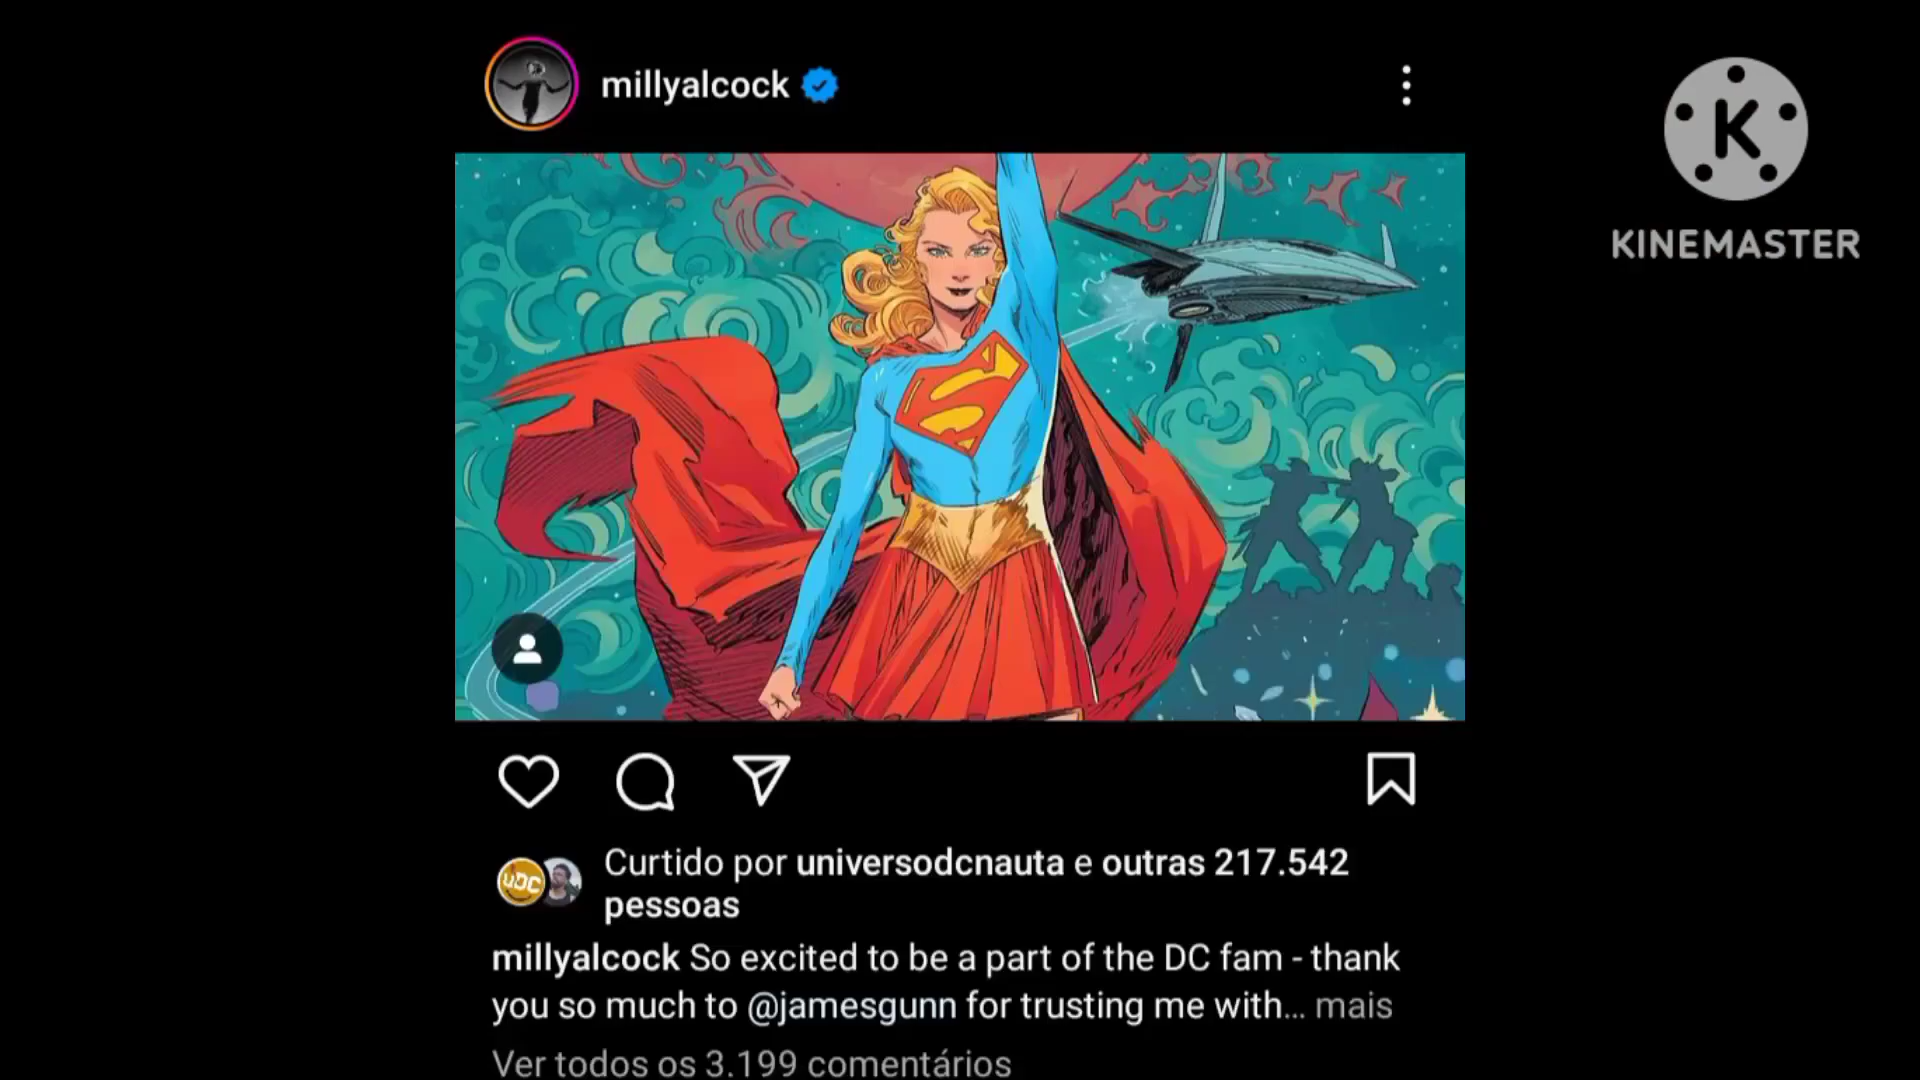 millyalcock
K
KINEMASTER
S
uDC
Curtido por universodcnauta e outras 217.542
pessoas
millyalcock So excited to be a part of the DC fam - thank
you so much to @jamesgunn for trusting me with... mais
Ver todos os 3.199 comentários